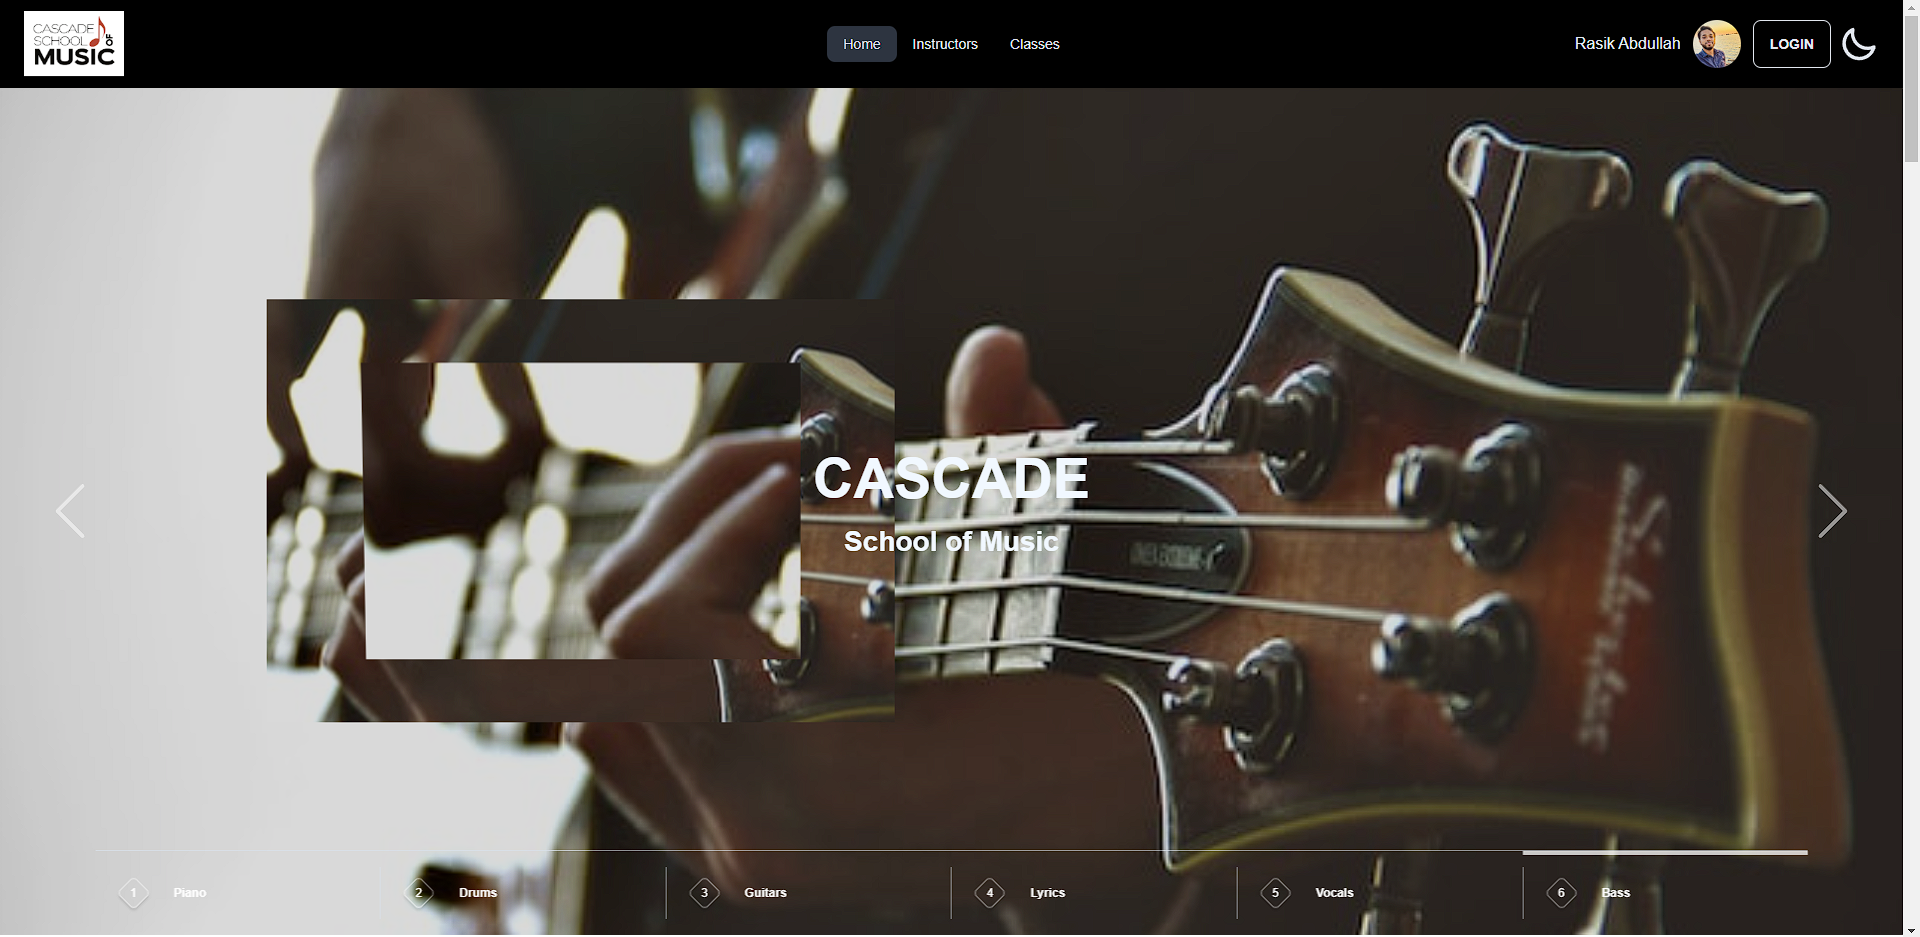 CASCADE
SCHOOL OF
MUSIC
Home
Instructors
Classes
Rasik Abdullah
LOGIN
CASCADE
School of Music
1 Piano
2 Drums
3 Guitars
4 Lyrics
5 Vocals
6 Bass